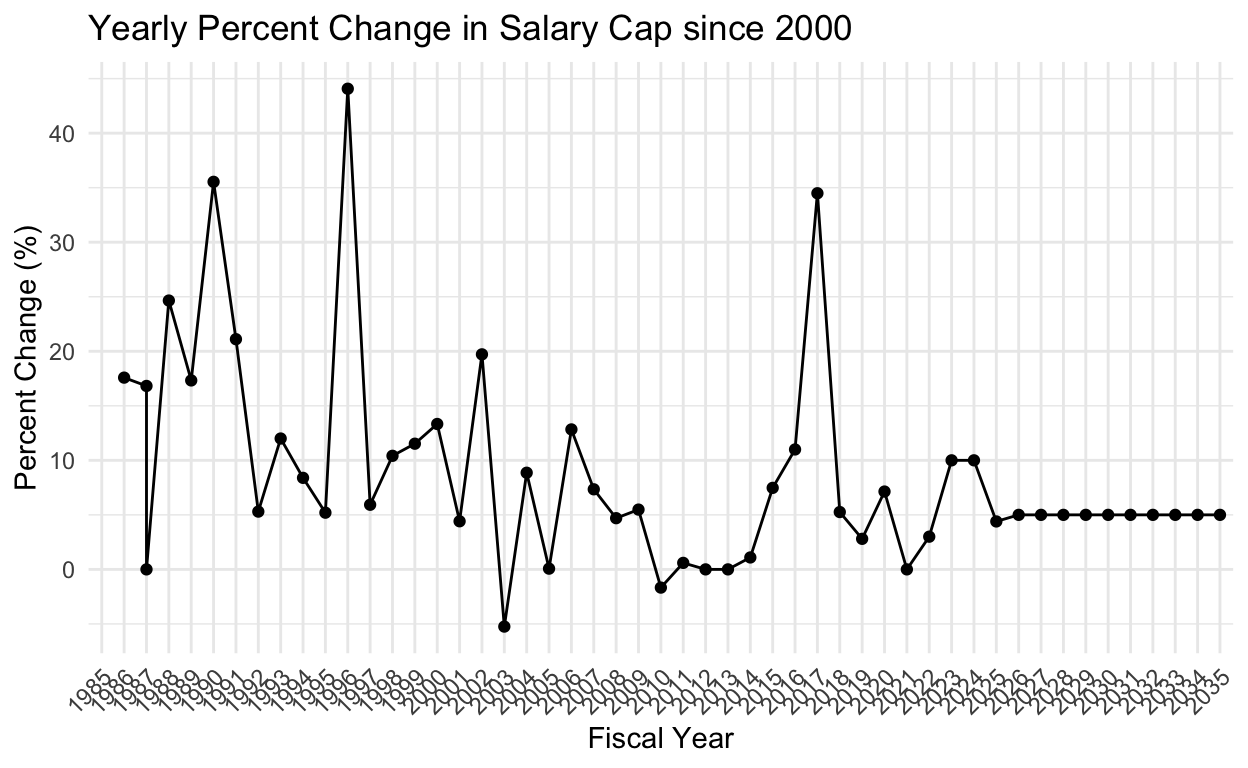 Yearly Percent Change in Salary Cap since 2000
Percent Change (%)
40
30
20
10
0
1985 1986 1987 1988 1989 1990 1991 1992 1993 1994 1995 1996 1997 1998 1999 2000 2001 2002 2003 2004 2005 2006 2007 2008 2009 2010 2011 2012 2013 2014 2015 2016 2017 2018 2019 2020 2021 2022 2023 2024 2025 2026 2027 2028 2029 2030 2031 2032 2033 2034 2035
Fiscal Year